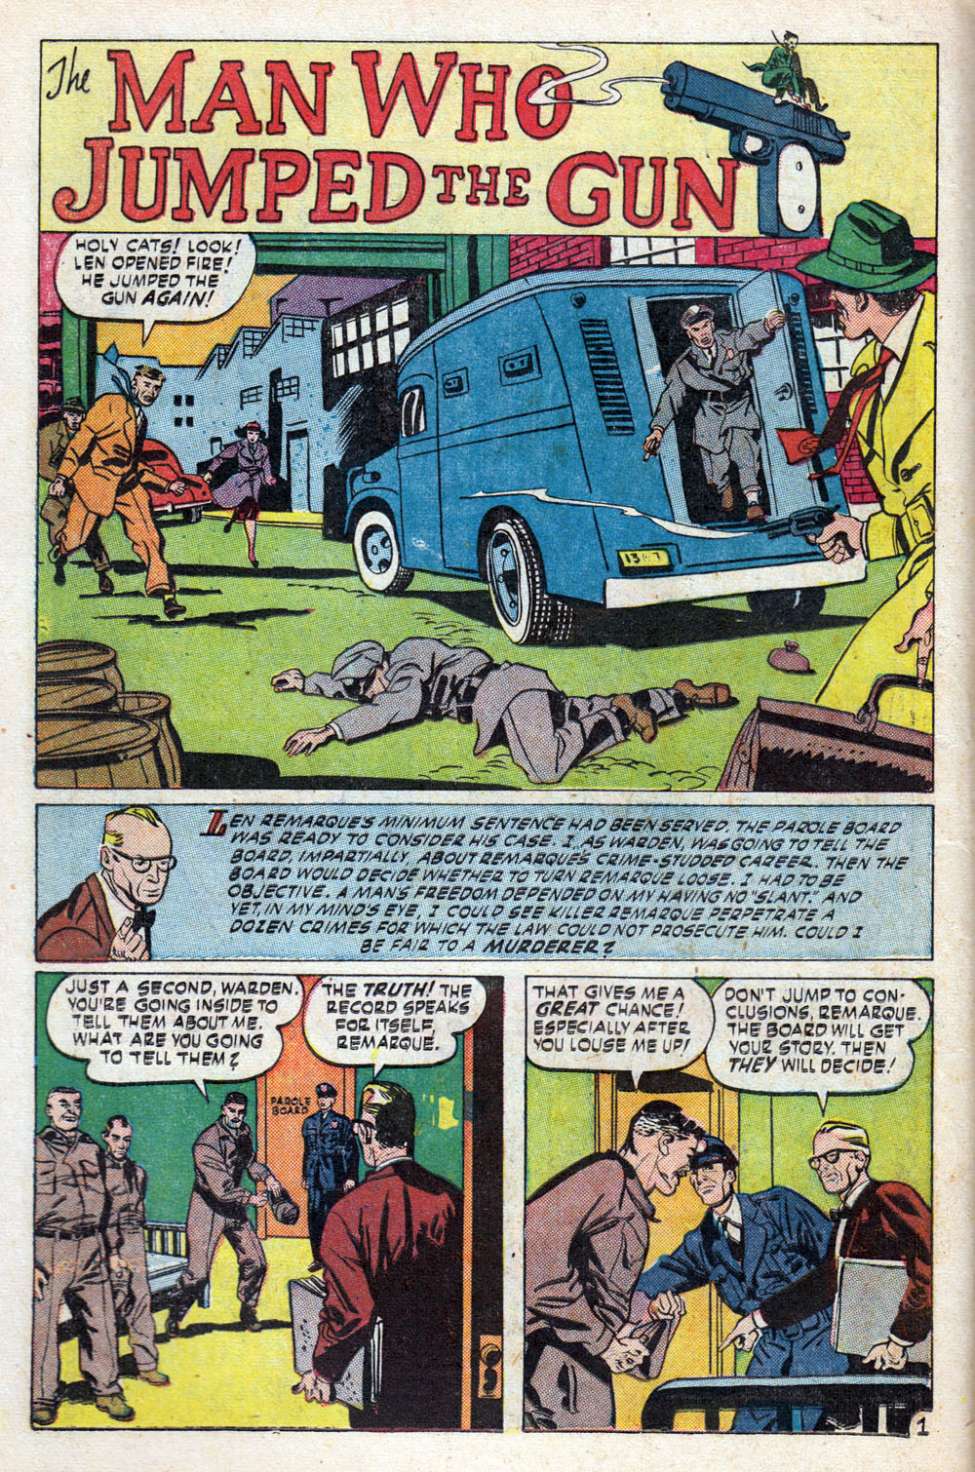 The
MAN WHO
JUMPED THE GUN
HOLY CATS! LOOK!
LEN OPENED FIRE!
HE JUMPED THE
GUN AGAIN!
LEN REMARQUE'S MINIMUM SENTENCE HAD BEEN SERVED. THE PAROLE BOARD
WAS READY TO CONSIDER HIS CASE. I, AS WARDEN, WAS GOING TO TELL THE
BOARD, IMPARTIALLY, ABOUT REMARQUE'S CRIME-STUDDED CAREER. THEN THE
BOARD WOULD DECIDE WHETHER TO TURN REMARQUE LOOSE. I HAD TO BE
OBJECTIVE. A MAN'S FREEDOM DEPENDED ON MY HAVING NO "SLANT." AND
YET, IN MY MIND'S EYE, I COULD SEE KILLER REMARQUE PERPETRATE A
DOZEN CRIMES FOR WHICH THE LAW COULD NOT PROSECUTE HIM. COULD I
BE FAIR TO A MURDERER?
JUST A SECOND, WARDEN.
YOU'RE GOING INSIDE TO
TELL THEM ABOUT ME.
WHAT ARE YOU GOING
TO TELL THEM?
THE TRUTH! THE
RECORD SPEAKS
FOR ITSELF,
REMARQUE.
PAROLE
BOARD
THAT GIVES ME A
GREAT CHANCE!
ESPECIALLY AFTER
YOU LOUSE ME UP!
DON'T JUMP TO CON-
CLUSIONS, REMARQUE.
THE BOARD WILL GET
YOUR STORY. THEN
THEY WILL DECIDE!
1